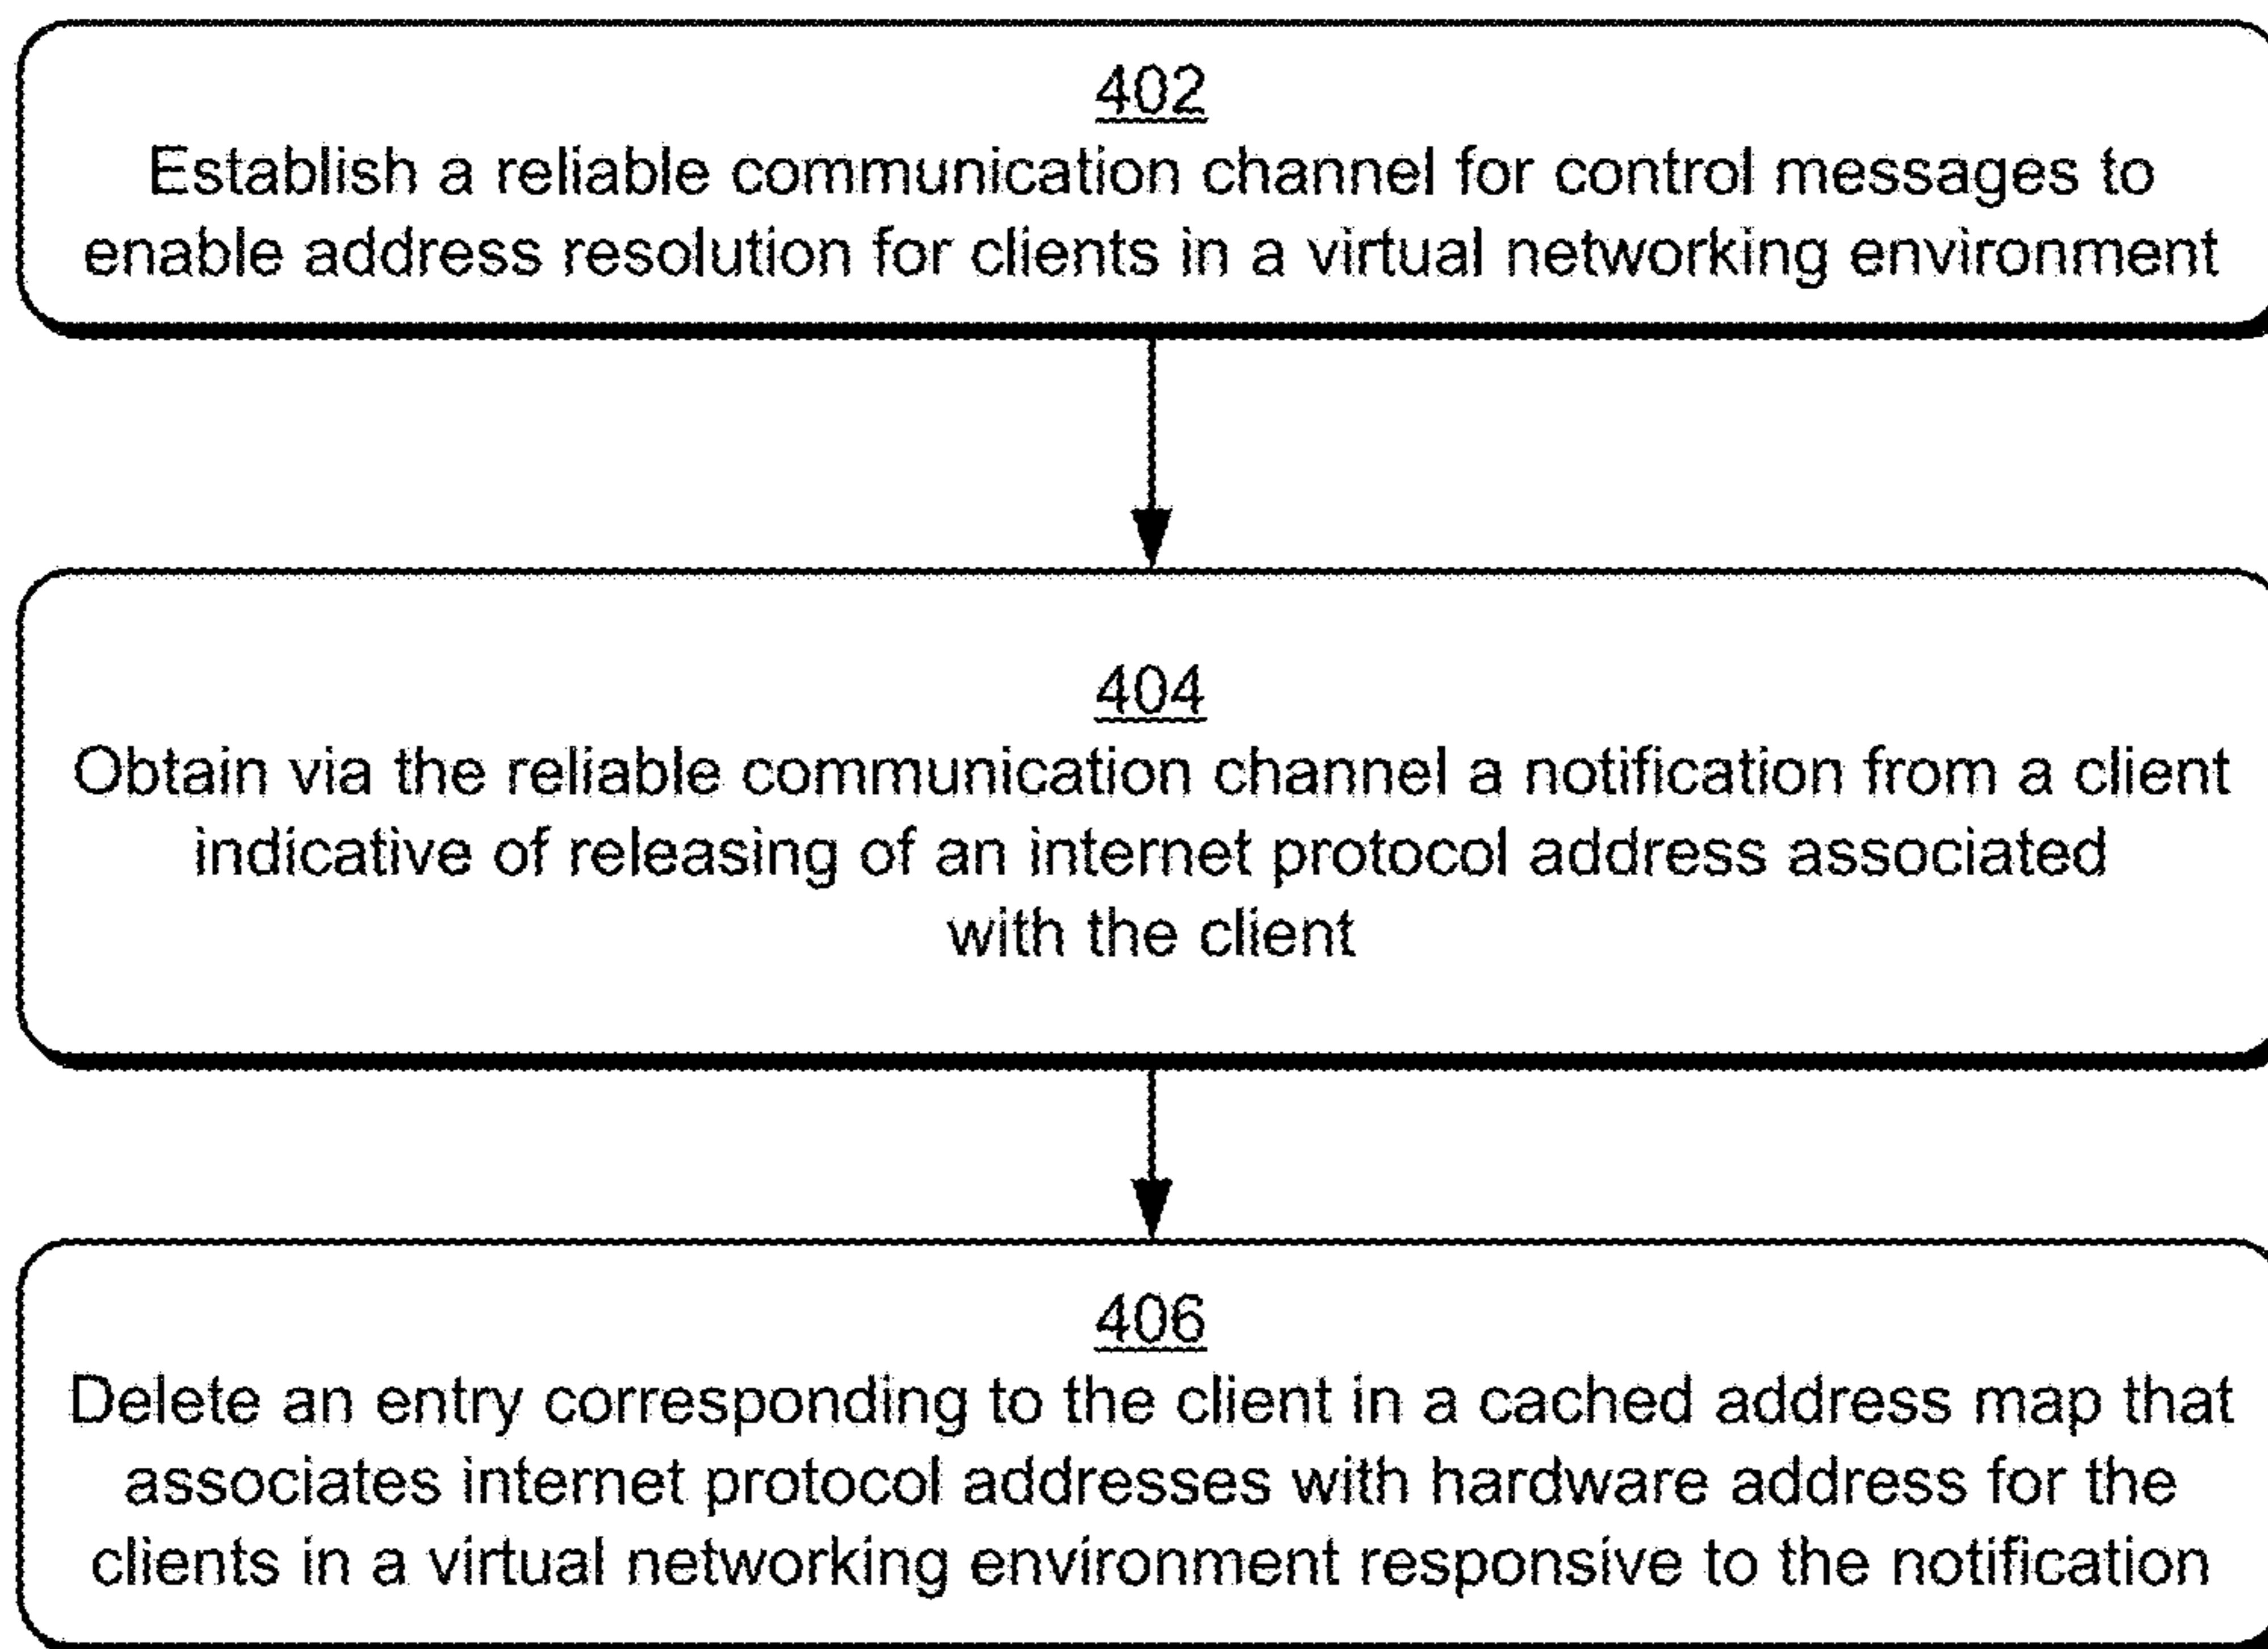 402
Establish a reliable communication channel for control messages to
enable address resolution for clients in a virtual networking environment
404
Obtain via the reliable communication channel a notification from a client
indicative of releasing of an internet protocol address associated
with the client
406
Delete an entry corresponding to the client in a cached address map that
associates internet protocol addresses with hardware address for the
clients in a virtual networking environment responsive to the notification